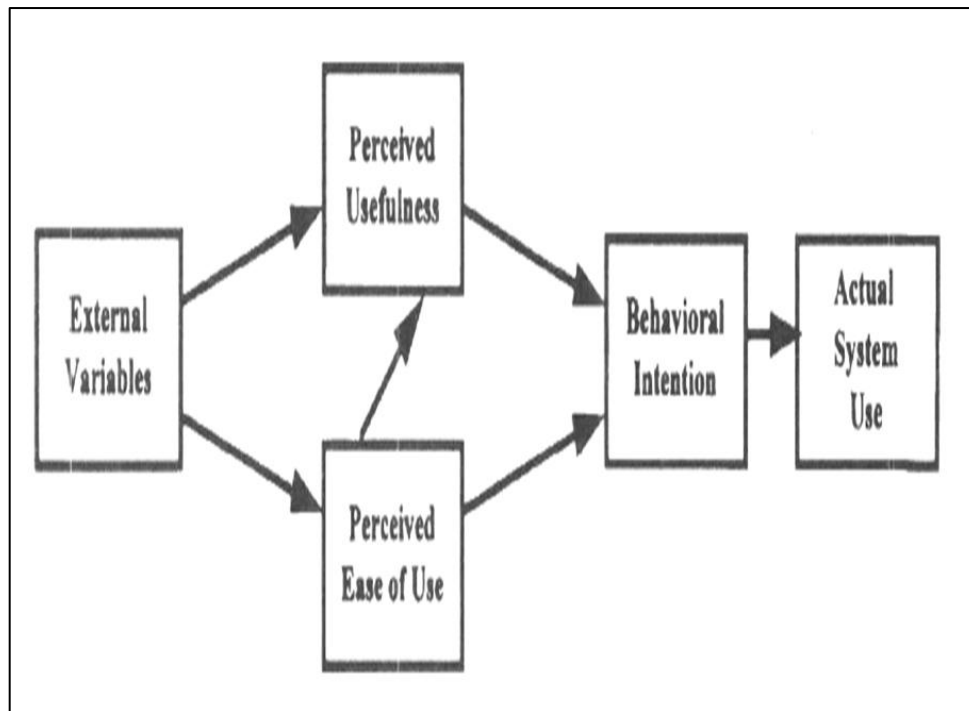 External
Variables
Perceived
Usefulness
Perceived
Ease of Use
Behavioral
Intention
Actual
System
Use